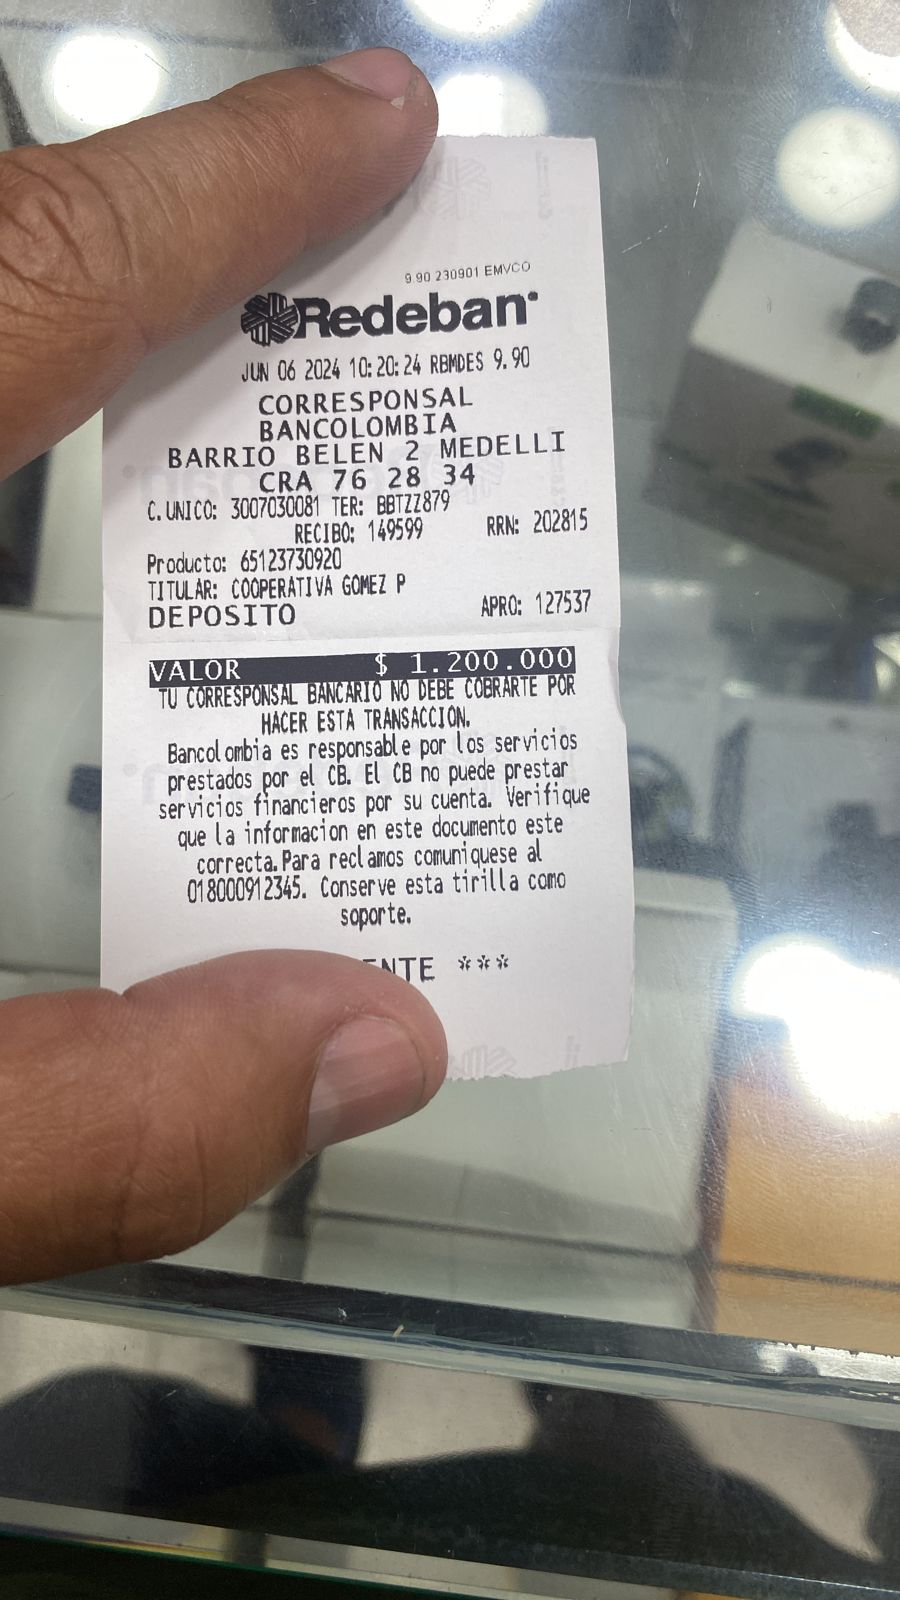 9.90 230901 EMVCO
Redeban
JUN 06 2024 10:20:24 RBMDES 9.90
CORRESPONSAL
BANCOLOMBIA
BARRIO BELEN 2 MEDELLI
CRA 76 28 34
C.UNICO: 3007030081 TER: BBTZZ879
RECIBO: 149599 RRN: 202815
Producto: 65123730920
TITULAR: COOPERATIVA GOMEZ P
DEPOSITO APRO: 127537
VALOR $ 1.200.000
TU CORRESPONSAL BANCARIO NO DEBE COBRARTE POR
HACER ESTA TRANSACCION.
Bancolombia es responsable por los servicios
prestados por el CB. El CB no puede prestar
servicios financieros por su cuenta. Verifique
que la informacion en este documento este
correcta.Para reclamos comuniquese al
018000912345. Conserve esta tirilla como
soporte.
ENTE ***